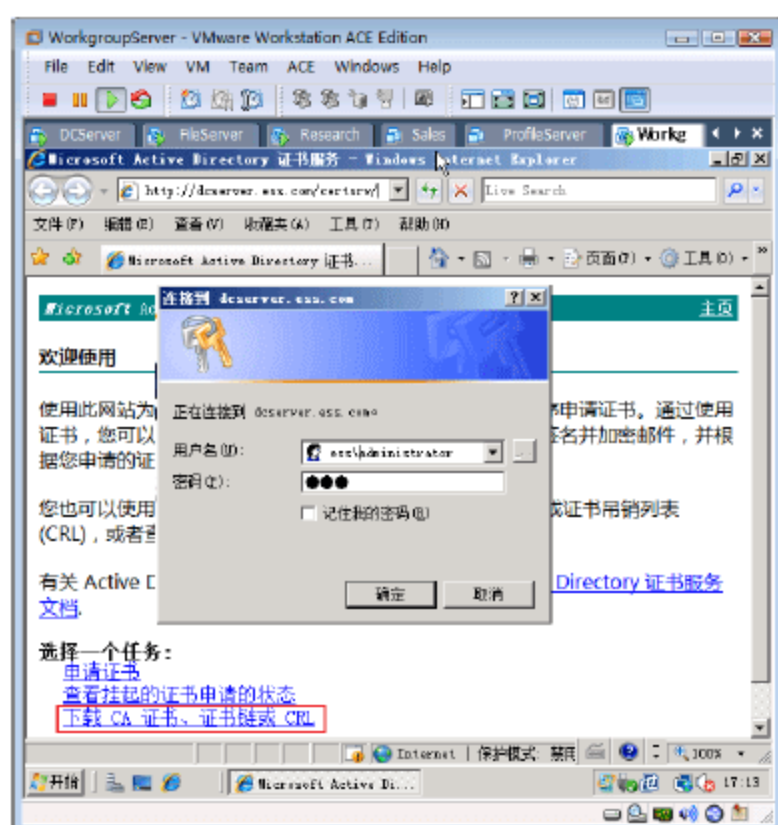 WorkgroupServer - VMware Workstation ACE Edition
File Edit View VM Team ACE Windows Help
DCServer FileServer Research Sales ProfileServer Workg
Microsoft Active Directory 证书服务 - Windows Internet Explorer
http://dcserver.ess.com/certsrv/ Live Search
文件(F) 编辑(E) 查看(V) 收藏夹(A) 工具(T) 帮助(H)
Microsoft Active Directory 证书... 页面(P) 工具(O)
Microsoft Ac 主页
连接到 dcserver.ess.com
欢迎使用
使用此网站为 申请证书。通过使用
证书，您可以 签名并加密邮件，并根
据您申请的证
正在连接到 dcserver.ess.com。
用户名(U): ess\administrator
密码(P): ●●●
记住我的密码(R)
您也可以使用 或证书吊销列表
(CRL)，或者查
确定 取消
有关 Active D Directory 证书服务
文档.
选择一个任务：
申请证书
查看挂起的证书申请的状态
下载 CA 证书、证书链或 CRL
Internet | 保护模式: 禁用 100%
开始 Microsoft Active Di... 17:13